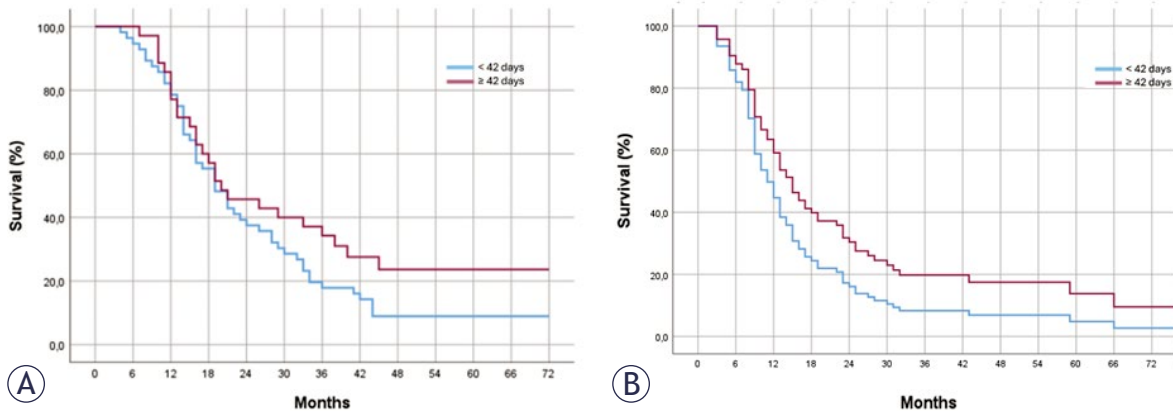 100,0
80,0
60,0
40,0
20,0
0,0
Survival (%)
< 42 days
≥ 42 days
0 6 12 18 24 30 36 42 48 54 60 66 72
Months
A
100,0
80,0
60,0
40,0
20,0
0,0
Survival (%)
< 42 days
≥ 42 days
0 6 12 18 24 30 36 42 48 54 60 66 72
Months
B